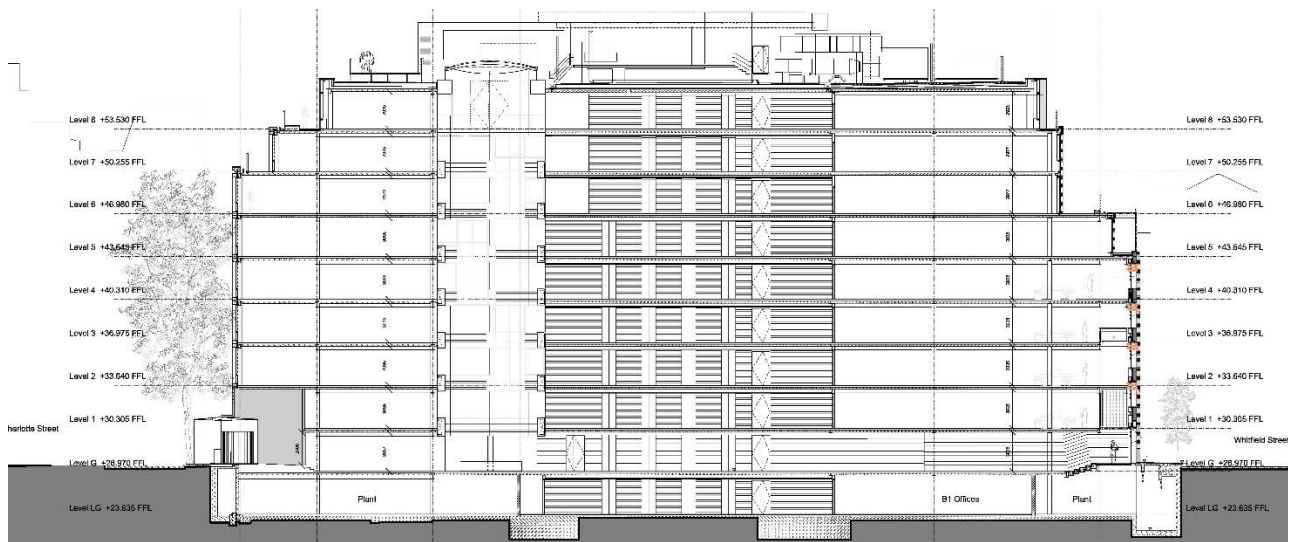 Level 8 +53.530 FFL
Level 8 +53.530 FFL
Level 7 +50.255 FFL
Level 7 +50.255 FFL
Level 6 +46.980 FFL
Level 6 +46.980 FFL
Level 5 +43.645 FFL
Level 5 +43.645 FFL
Level 4 +40.310 FFL
Level 4 +40.310 FFL
Level 3 +36.975 FFL
Level 3 +36.975 FFL
Level 2 +33.640 FFL
Level 2 +33.640 FFL
Level 1 +30.305 FFL
Level 1 +30.305 FFL
harlotte Street
Whitfield Street
Level G +26.970 FFL
Level G +26.970 FFL
Plant
B1 Offices
Plant
Level LG +23.635 FFL
Level LG +23.635 FFL